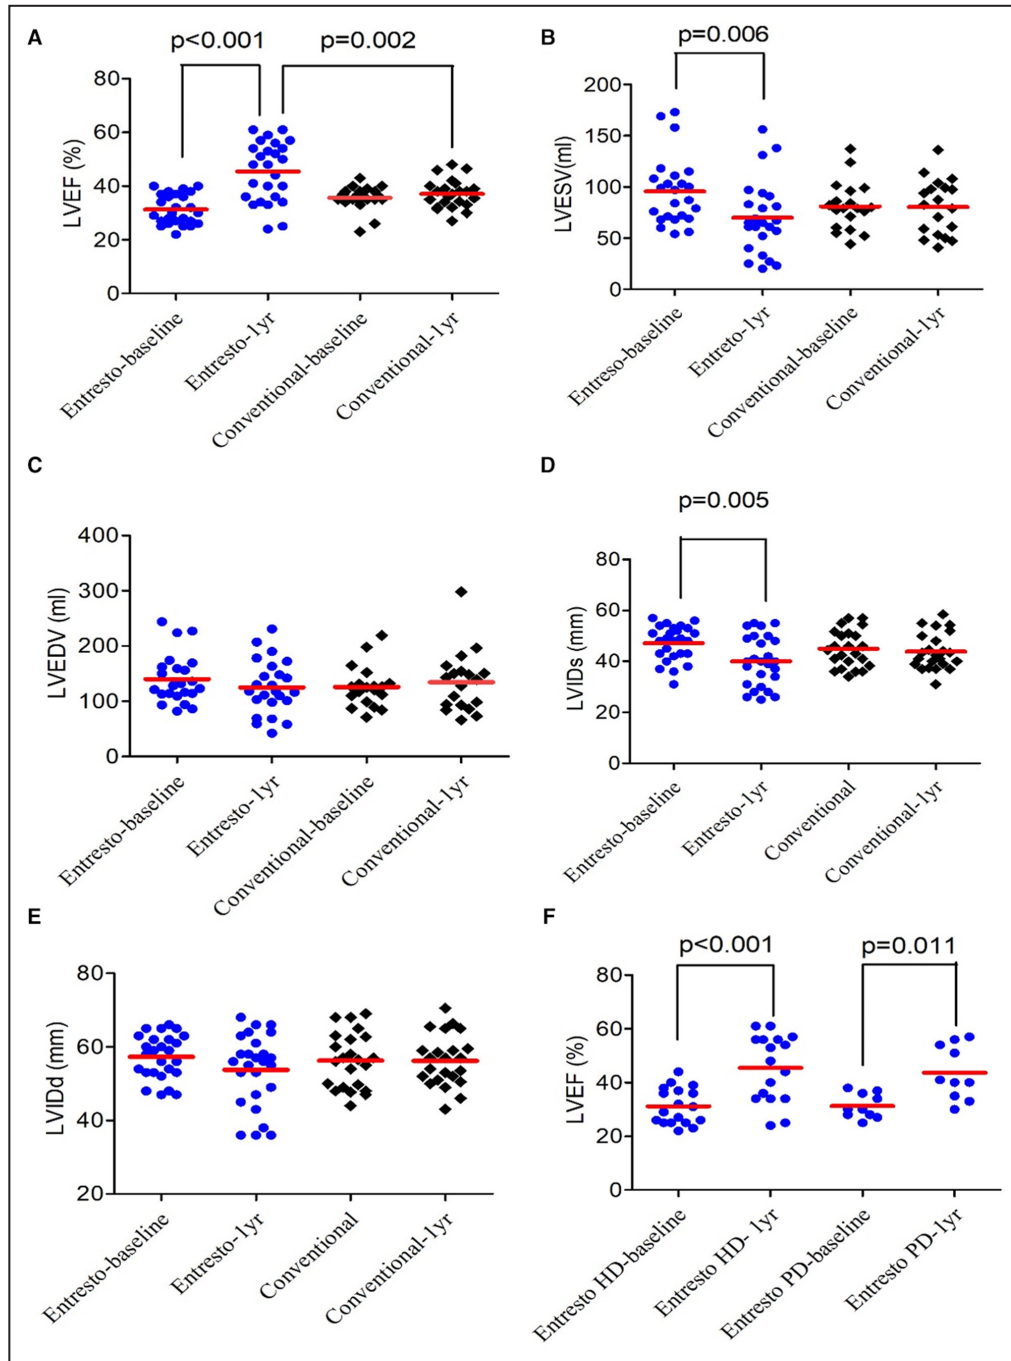 A
p<0.001
p=0.002
LVEF (%)
80
60
40
20
0
Entresto-baseline
Entresto-1yr
Conventional-baseline
Conventional-1yr
B
p=0.006
LVESV(ml)
200
150
100
50
0
Entreso-baseline
Entresto-1yr
Conventional-baseline
Conventional-1yr
C
LVEDV (ml)
400
300
200
100
0
Entresto-baseline
Entresto-1yr
Conventional-baseline
Conventional-1yr
D
p=0.005
LVIDs (mm)
80
60
40
20
0
Entresto-baseline
Entresto-1yr
Conventional
Conventional-1yr
E
LVIDd (mm)
80
60
40
20
Entresto-baseline
Entresto-1yr
Conventional
Conventional-1yr
F
p<0.001
p=0.011
LVEF (%)
80
60
40
20
0
Entresto HD-baseline
Entresto HD- 1yr
Entresto PD-baseline
Entresto PD-1yr